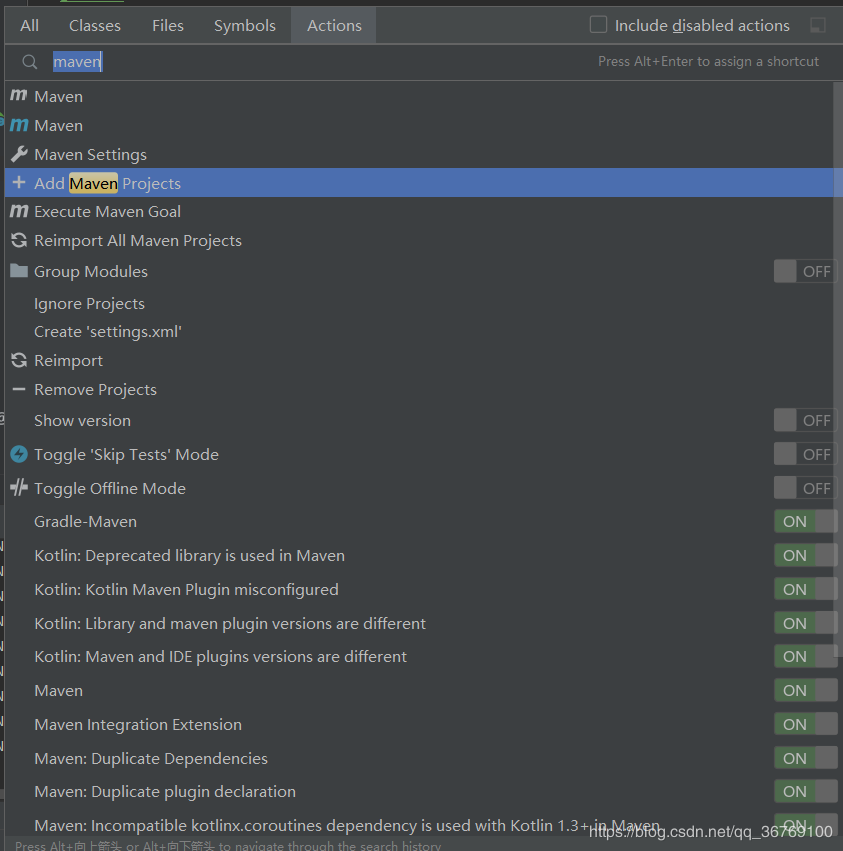 All Classes Files Symbols Actions Include disabled actions
maven Press Alt+Enter to assign a shortcut
Maven
Maven
Maven Settings
Add Maven Projects
Execute Maven Goal
Reimport All Maven Projects
Group Modules OFF
Ignore Projects
Create 'settings.xml'
Reimport
Remove Projects
Show version OFF
Toggle 'Skip Tests' Mode OFF
Toggle Offline Mode OFF
Gradle-Maven ON
Kotlin: Deprecated library is used in Maven ON
Kotlin: Kotlin Maven Plugin misconfigured ON
Kotlin: Library and maven plugin versions are different ON
Kotlin: Maven and IDE plugins versions are different ON
Maven ON
Maven Integration Extension ON
Maven: Duplicate Dependencies ON
Maven: Duplicate plugin declaration ON
Maven: Incompatible kotlinx.coroutines dependency is used with Kotlin 1.3+ in Maven ON
https://blog.csdn.net/qq_36769100
Press Alt+向上箭头 or Alt+向下箭头 to navigate through the search history